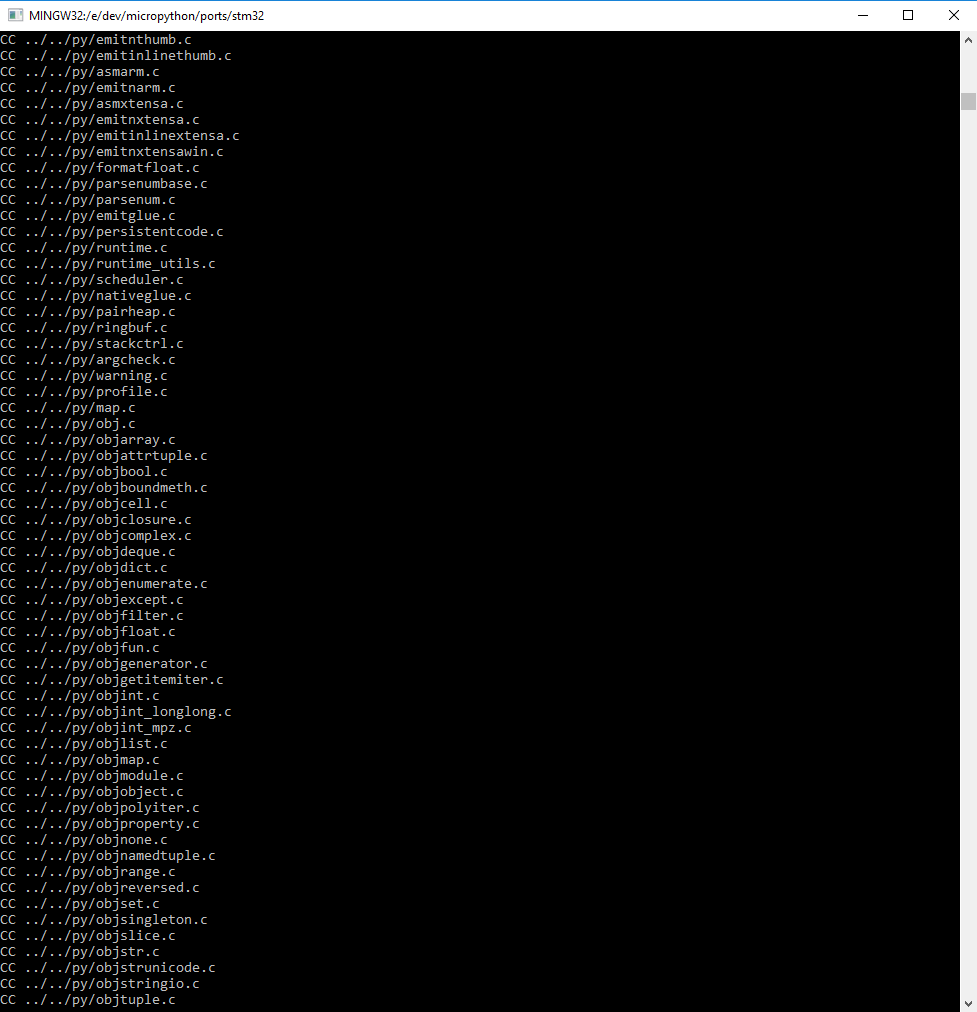 MINGW32:/e/dev/micropython/ports/stm32
CC ../../py/emitnthumb.c
CC ../../py/emitinlinethumb.c
CC ../../py/asmarm.c
CC ../../py/emitnarm.c
CC ../../py/asmxtensa.c
CC ../../py/emitnxtensa.c
CC ../../py/emitinlinextensa.c
CC ../../py/emitnxtensawin.c
CC ../../py/formatfloat.c
CC ../../py/parsenumbase.c
CC ../../py/parsenum.c
CC ../../py/emitglue.c
CC ../../py/persistentcode.c
CC ../../py/runtime.c
CC ../../py/runtime_utils.c
CC ../../py/scheduler.c
CC ../../py/nativeglue.c
CC ../../py/pairheap.c
CC ../../py/ringbuf.c
CC ../../py/stackctrl.c
CC ../../py/argcheck.c
CC ../../py/warning.c
CC ../../py/profile.c
CC ../../py/map.c
CC ../../py/obj.c
CC ../../py/objarray.c
CC ../../py/objattrtuple.c
CC ../../py/objbool.c
CC ../../py/objboundmeth.c
CC ../../py/objcell.c
CC ../../py/objclosure.c
CC ../../py/objcomplex.c
CC ../../py/objdeque.c
CC ../../py/objdict.c
CC ../../py/objenumerate.c
CC ../../py/objexcept.c
CC ../../py/objfilter.c
CC ../../py/objfloat.c
CC ../../py/objfun.c
CC ../../py/objgenerator.c
CC ../../py/objgetitemiter.c
CC ../../py/objint.c
CC ../../py/objint_longlong.c
CC ../../py/objint_mpz.c
CC ../../py/objlist.c
CC ../../py/objmap.c
CC ../../py/objmodule.c
CC ../../py/objobject.c
CC ../../py/objpolyiter.c
CC ../../py/objproperty.c
CC ../../py/objnone.c
CC ../../py/objnamedtuple.c
CC ../../py/objrange.c
CC ../../py/objreversed.c
CC ../../py/objset.c
CC ../../py/objsingleton.c
CC ../../py/objslice.c
CC ../../py/objstr.c
CC ../../py/objstrunicode.c
CC ../../py/objstringio.c
CC ../../py/objtuple.c